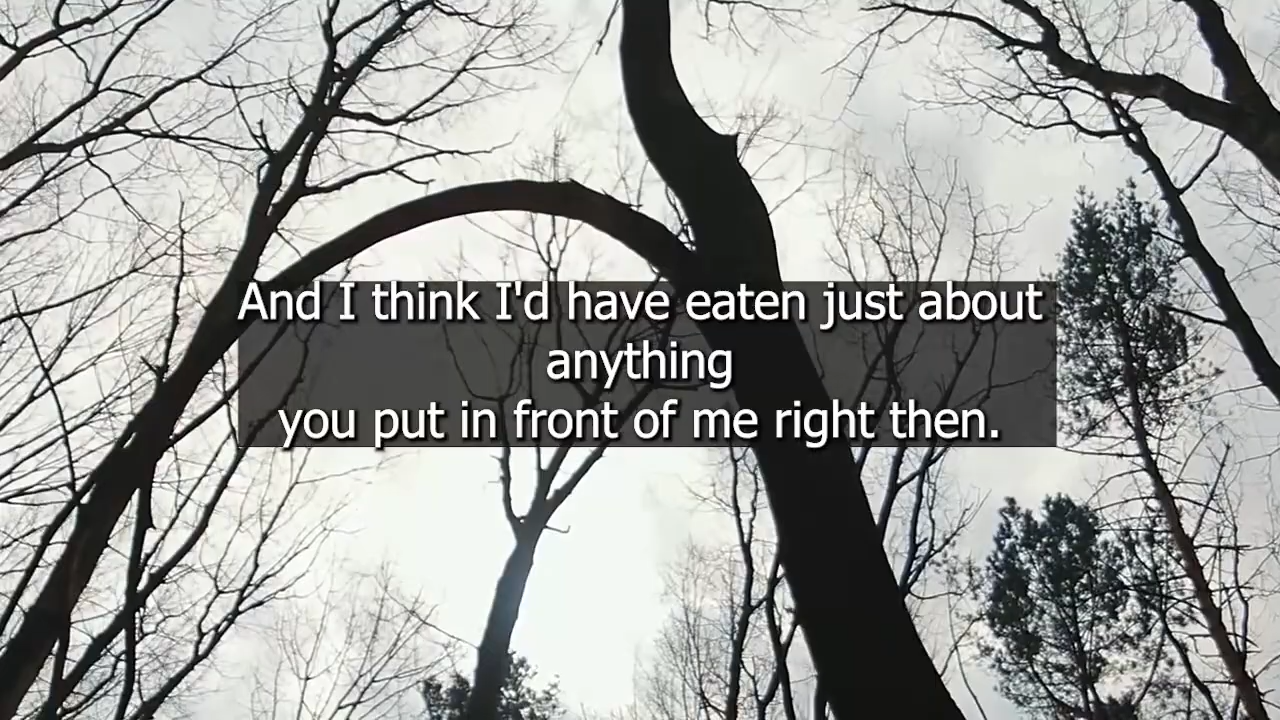 And I think I'd have eaten just about
anything
you put in front of me right then.